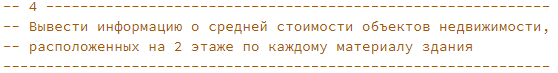 -- 4 ----------------------------------------------------------------
-- Вывести информацию о средней стоимости объектов недвижимости,
-- расположенных на 2 этаже по каждому материалу здания
---------------------------------------------------------------------